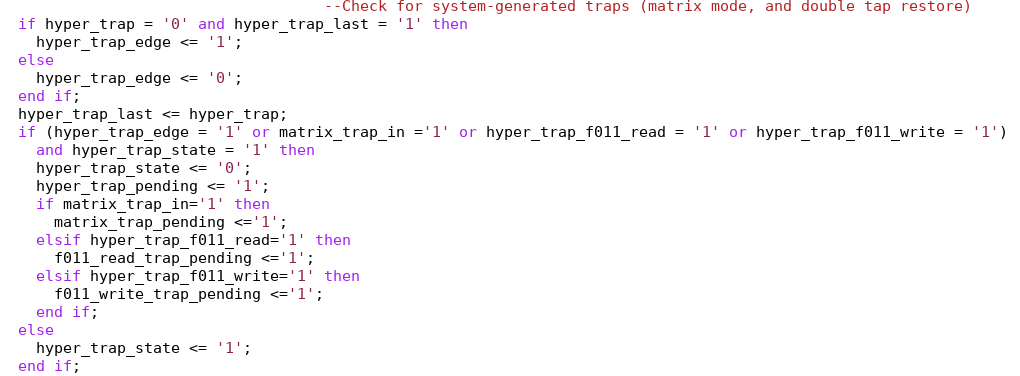 --Check for system-generated traps (matrix mode, and double tap restore)
if hyper_trap = '0' and hyper_trap_last = '1' then
hyper_trap_edge <= '1';
else
hyper_trap_edge <= '0';
end if;
hyper_trap_last <= hyper_trap;
if (hyper_trap_edge = '1' or matrix_trap_in ='1' or hyper_trap_f011_read = '1' or hyper_trap_f011_write = '1')
and hyper_trap_state = '1' then
hyper_trap_state <= '0';
hyper_trap_pending <= '1';
if matrix_trap_in='1' then
matrix_trap_pending <='1';
elsif hyper_trap_f011_read='1' then
f011_read_trap_pending <='1';
elsif hyper_trap_f011_write='1' then
f011_write_trap_pending <='1';
end if;
else
hyper_trap_state <= '1';
end if;